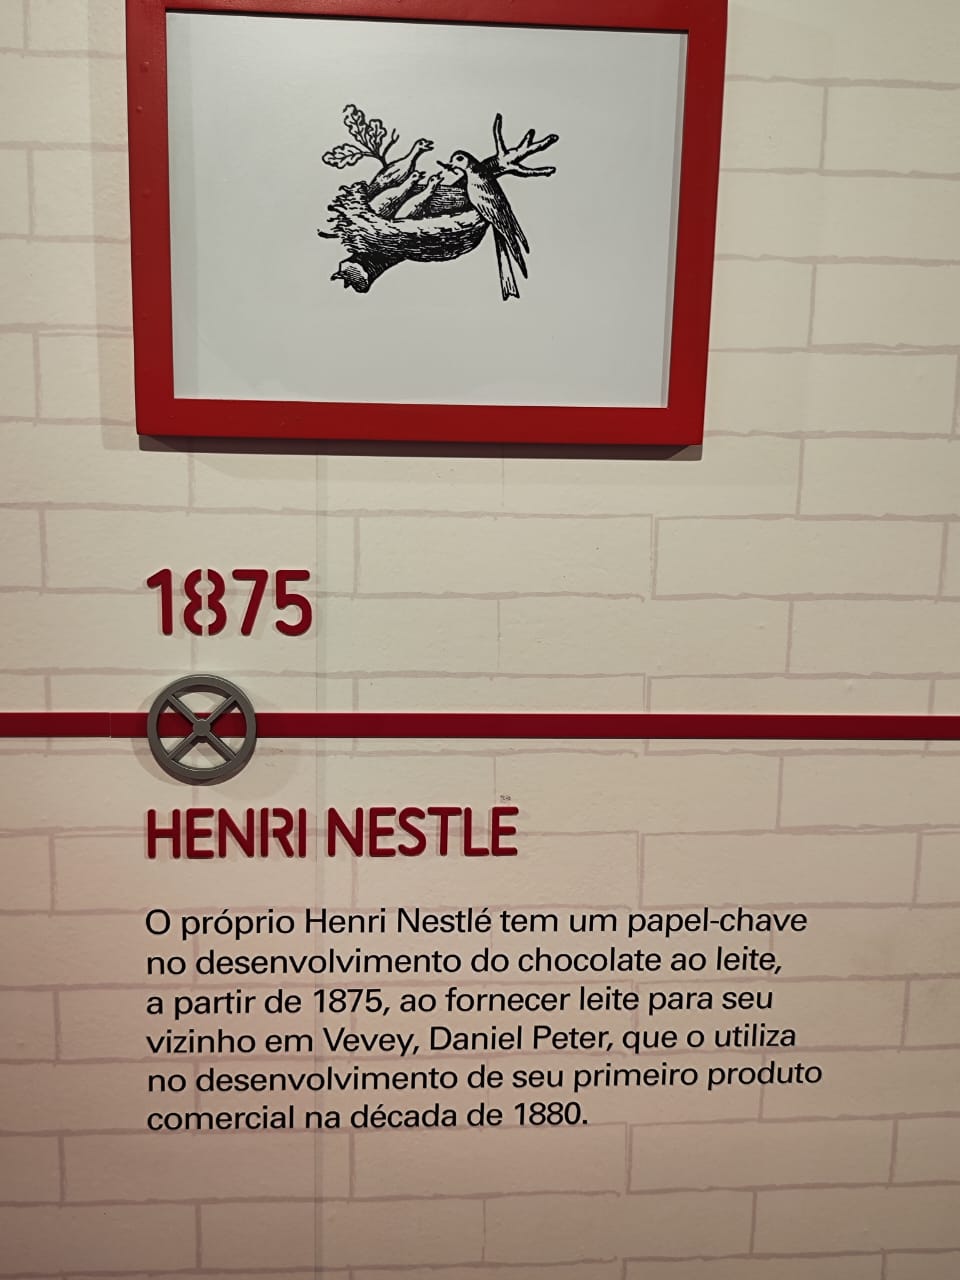 1875
HENRI NESTLÉ
O próprio Henri Nestlé tem um papel-chave
no desenvolvimento do chocolate ao leite,
a partir de 1875, ao fornecer leite para seu
vizinho em Vevey, Daniel Peter, que o utiliza
no desenvolvimento de seu primeiro produto
comercial na década de 1880.